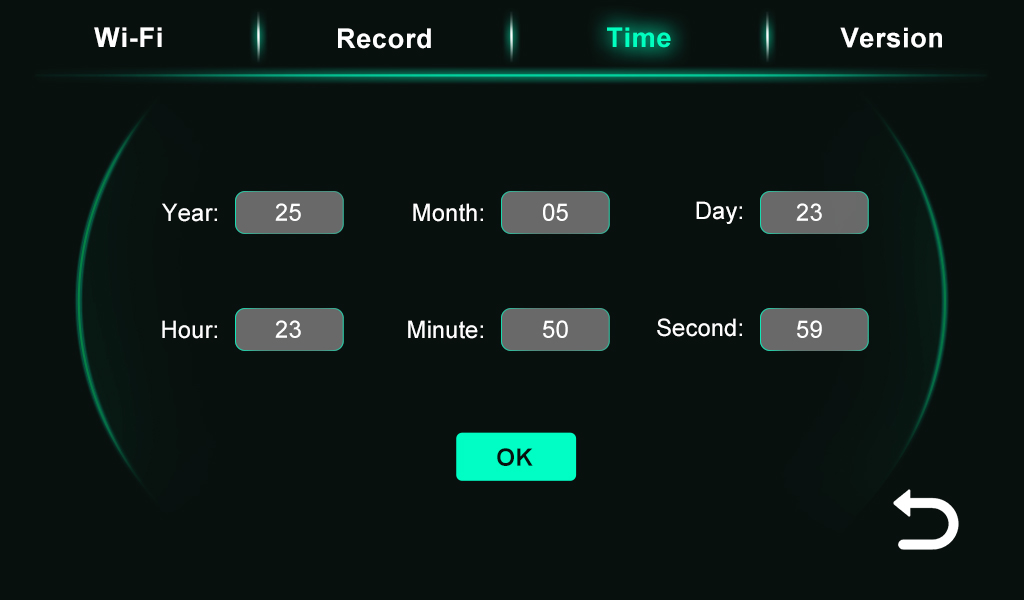 Wi-Fi Record Time Version
Year: 25 Month: 05 Day: 23
Hour: 23 Minute: 50 Second: 59
OK